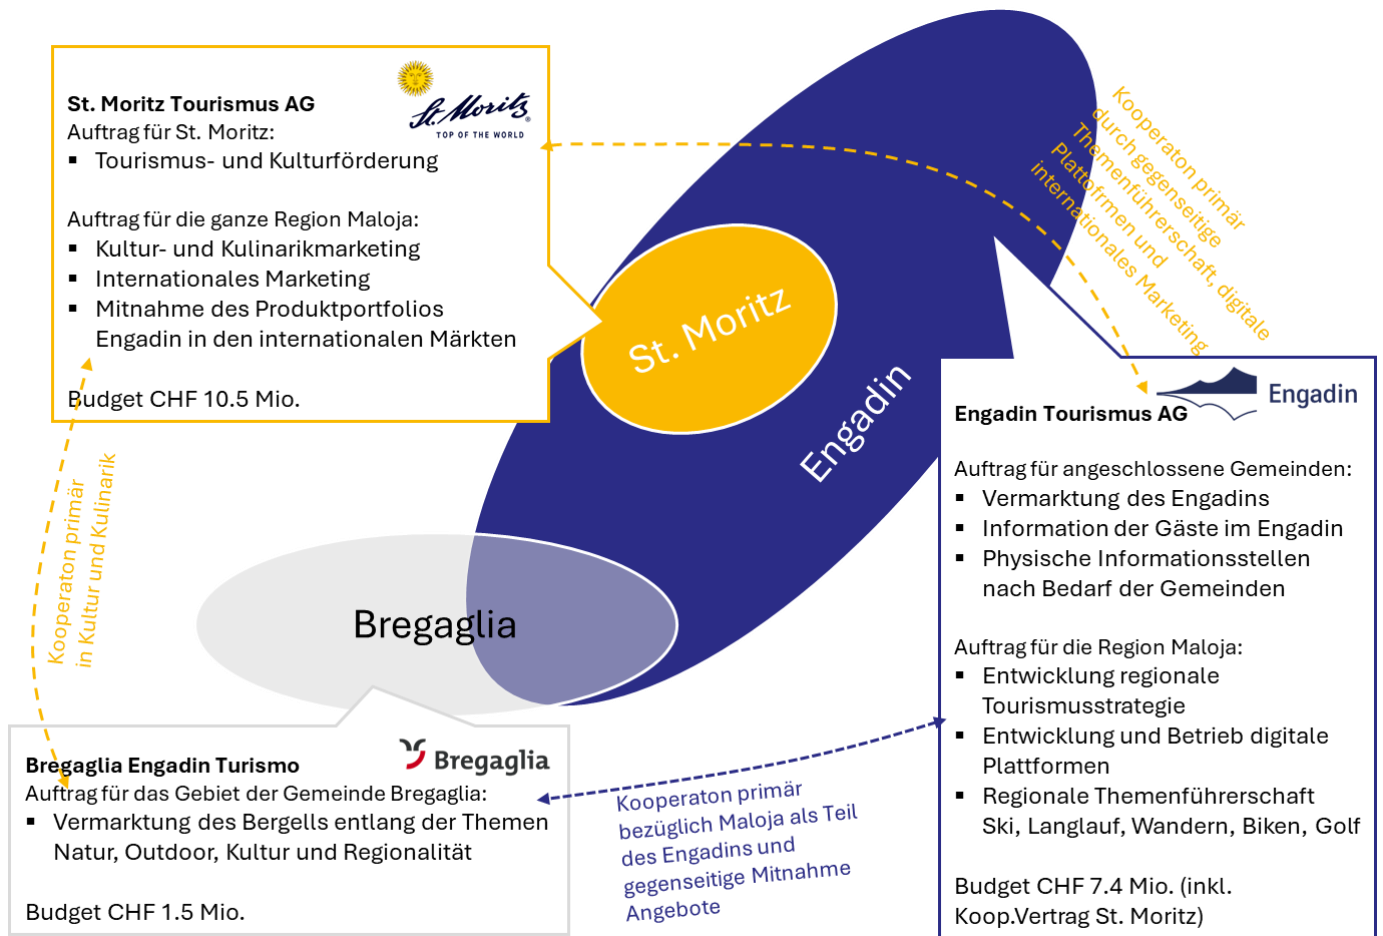 St. Moritz
TOP OF THE WORLD
St. Moritz Tourismus AG
Auftrag für St. Moritz:
▪ Tourismus- und Kulturförderung
Auftrag für die ganze Region Maloja:
▪ Kultur- und Kulinarikmarketing
▪ Internationales Marketing
▪ Mitnahme des Produktportfolios
Engadin in den internationalen Märkten
Budget CHF 10.5 Mio.
Kooperaton primär
durch gegenseitige
Themenführerschaft, digitale
Plattofrmen und
internationales Marketing
St. Moritz
Engadin
Bregaglia
Kooperaton primär
in Kultur und Kulinarik
Engadin
Engadin Tourismus AG
Auftrag für angeschlossene Gemeinden:
▪ Vermarktung des Engadins
▪ Information der Gäste im Engadin
▪ Physische Informationsstellen
nach Bedarf der Gemeinden
Auftrag für die Region Maloja:
▪ Entwicklung regionale
Tourismusstrategie
▪ Entwicklung und Betrieb digitale
Plattformen
▪ Regionale Themenführerschaft
Ski, Langlauf, Wandern, Biken, Golf
Budget CHF 7.4 Mio. (inkl.
Koop.Vertrag St. Moritz)
Bregaglia
Bregaglia Engadin Turismo
Auftrag für das Gebiet der Gemeinde Bregaglia:
▪ Vermarktung des Bergells entlang der Themen
Natur, Outdoor, Kultur und Regionalität
Budget CHF 1.5 Mio.
Kooperaton primär
bezüglich Maloja als Teil
des Engadins und
gegenseitige Mitnahme
Angebote